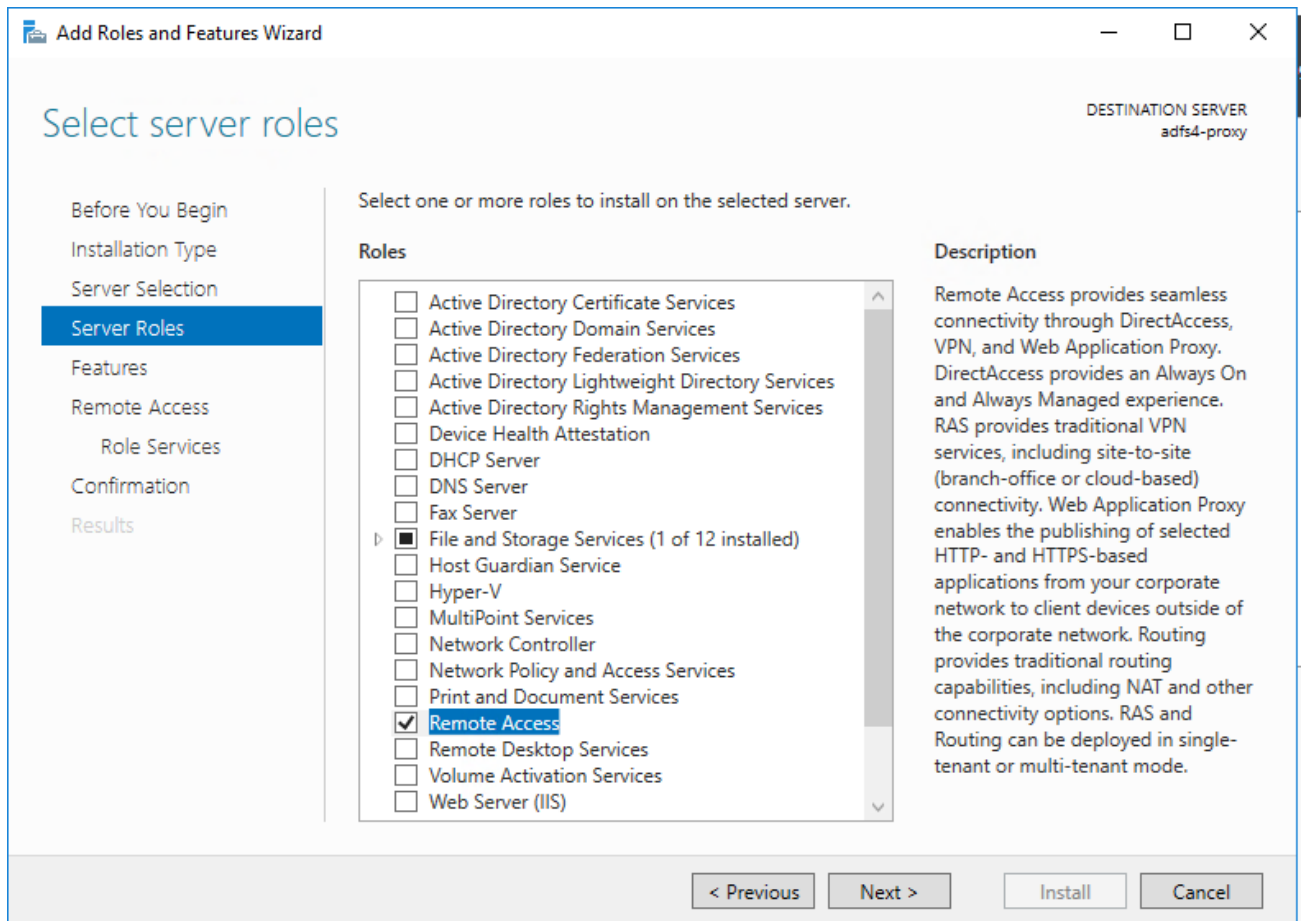 Add Roles and Features Wizard
Select server roles
DESTINATION SERVER
adfs4-proxy
Before You Begin
Installation Type
Server Selection
Server Roles
Features
Remote Access
Role Services
Confirmation
Results
Select one or more roles to install on the selected server.
Roles
Active Directory Certificate Services
Active Directory Domain Services
Active Directory Federation Services
Active Directory Lightweight Directory Services
Active Directory Rights Management Services
Device Health Attestation
DHCP Server
DNS Server
Fax Server
File and Storage Services (1 of 12 installed)
Host Guardian Service
Hyper-V
MultiPoint Services
Network Controller
Network Policy and Access Services
Print and Document Services
Remote Access
Remote Desktop Services
Volume Activation Services
Web Server (IIS)
Description
Remote Access provides seamless
connectivity through DirectAccess,
VPN, and Web Application Proxy.
DirectAccess provides an Always On
and Always Managed experience.
RAS provides traditional VPN
services, including site-to-site
(branch-office or cloud-based)
connectivity. Web Application Proxy
enables the publishing of selected
HTTP- and HTTPS-based
applications from your corporate
network to client devices outside of
the corporate network. Routing
provides traditional routing
capabilities, including NAT and other
connectivity options. RAS and
Routing can be deployed in single-
tenant or multi-tenant mode.
< Previous
Next >
Install
Cancel